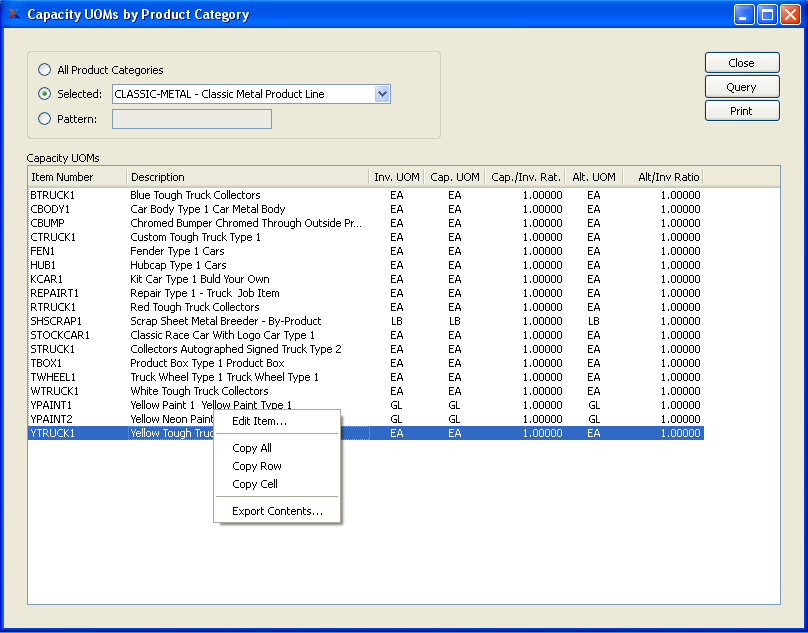 Capacity UOMs by Product Category
All Product Categories
Selected: CLASSIC-METAL - Classic Metal Product Line
Pattern:
Close
Query
Print
Capacity UOMs
Item Number Description Inv. UOM Cap. UOM Cap./Inv. Rat. Alt. UOM Alt/Inv Ratio
BTRUCK1 Blue Tough Truck Collectors EA EA 1.00000 EA 1.00000
CBODY1 Car Body Type 1 Car Metal Body EA EA 1.00000 EA 1.00000
CBUMP Chromed Bumper Chromed Through Outside Pr... EA EA 1.00000 EA 1.00000
CTRUCK1 Custom Tough Truck Type 1 EA EA 1.00000 EA 1.00000
FEN1 Fender Type 1 Cars EA EA 1.00000 EA 1.00000
HUB1 Hubcap Type 1 Cars EA EA 1.00000 EA 1.00000
KCAR1 Kit Car Type 1 Buld Your Own EA EA 1.00000 EA 1.00000
REPAIRT1 Repair Type 1 - Truck Job Item EA EA 1.00000 EA 1.00000
RTRUCK1 Red Tough Truck Collectors EA EA 1.00000 EA 1.00000
SHSCRAP1 Scrap Sheet Metal Breeder - By-Product LB LB 1.00000 LB 1.00000
STOCKCAR1 Classic Race Car With Logo Car Type 1 EA EA 1.00000 EA 1.00000
STRUCK1 Collectors Autographed Signed Truck Type 2 EA EA 1.00000 EA 1.00000
TBOX1 Product Box Type 1 Product Box EA EA 1.00000 EA 1.00000
TWHEEL1 Truck Wheel Type 1 Truck Wheel Type 1 EA EA 1.00000 EA 1.00000
WTRUCK1 White Tough Truck Collectors EA EA 1.00000 EA 1.00000
YPAINT1 Yellow Paint 1 Yellow Paint Type 1 GL GL 1.00000 GL 1.00000
YPAINT2 Yellow Neon Paint GL GL 1.00000 GL 1.00000
YTRUCK1 Yellow Tough Truc EA EA 1.00000 EA 1.00000
Edit Item...
Copy All
Copy Row
Copy Cell
Export Contents...